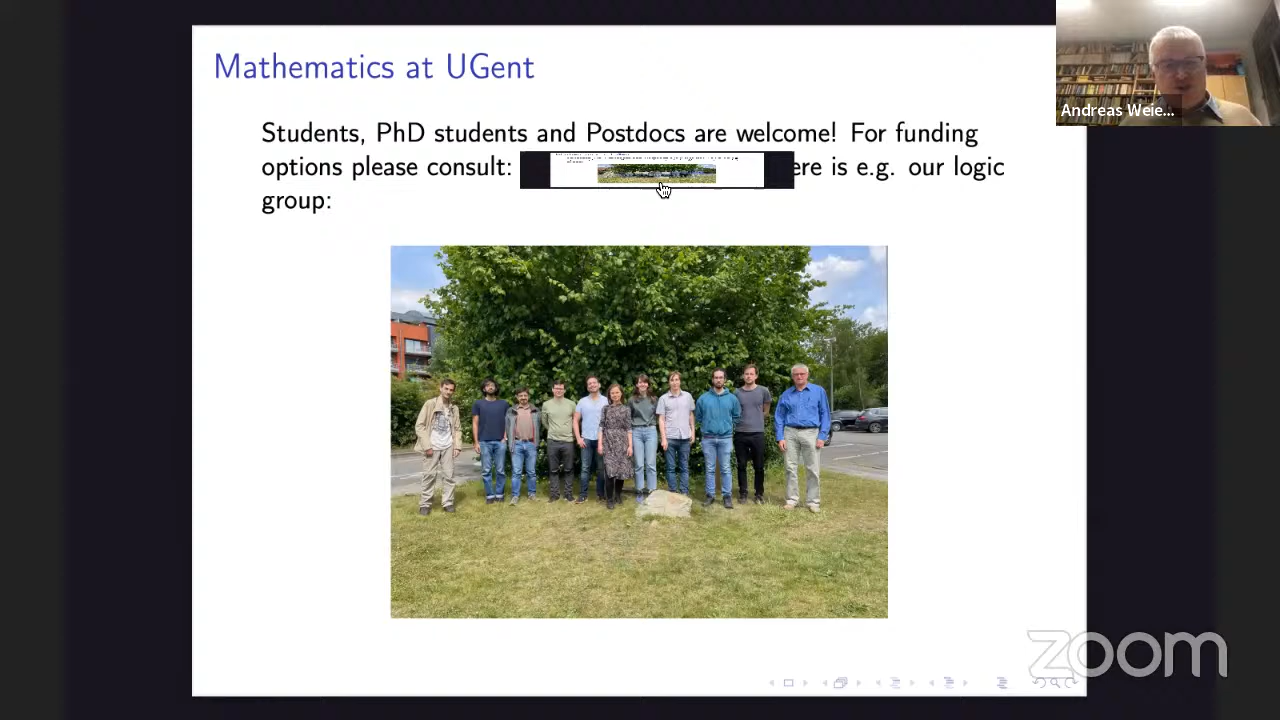 Mathematics at UGent
Andreas Weie...
Students, PhD students and Postdocs are welcome! For funding
options please consult: ere is e.g. our logic
group:
zoom